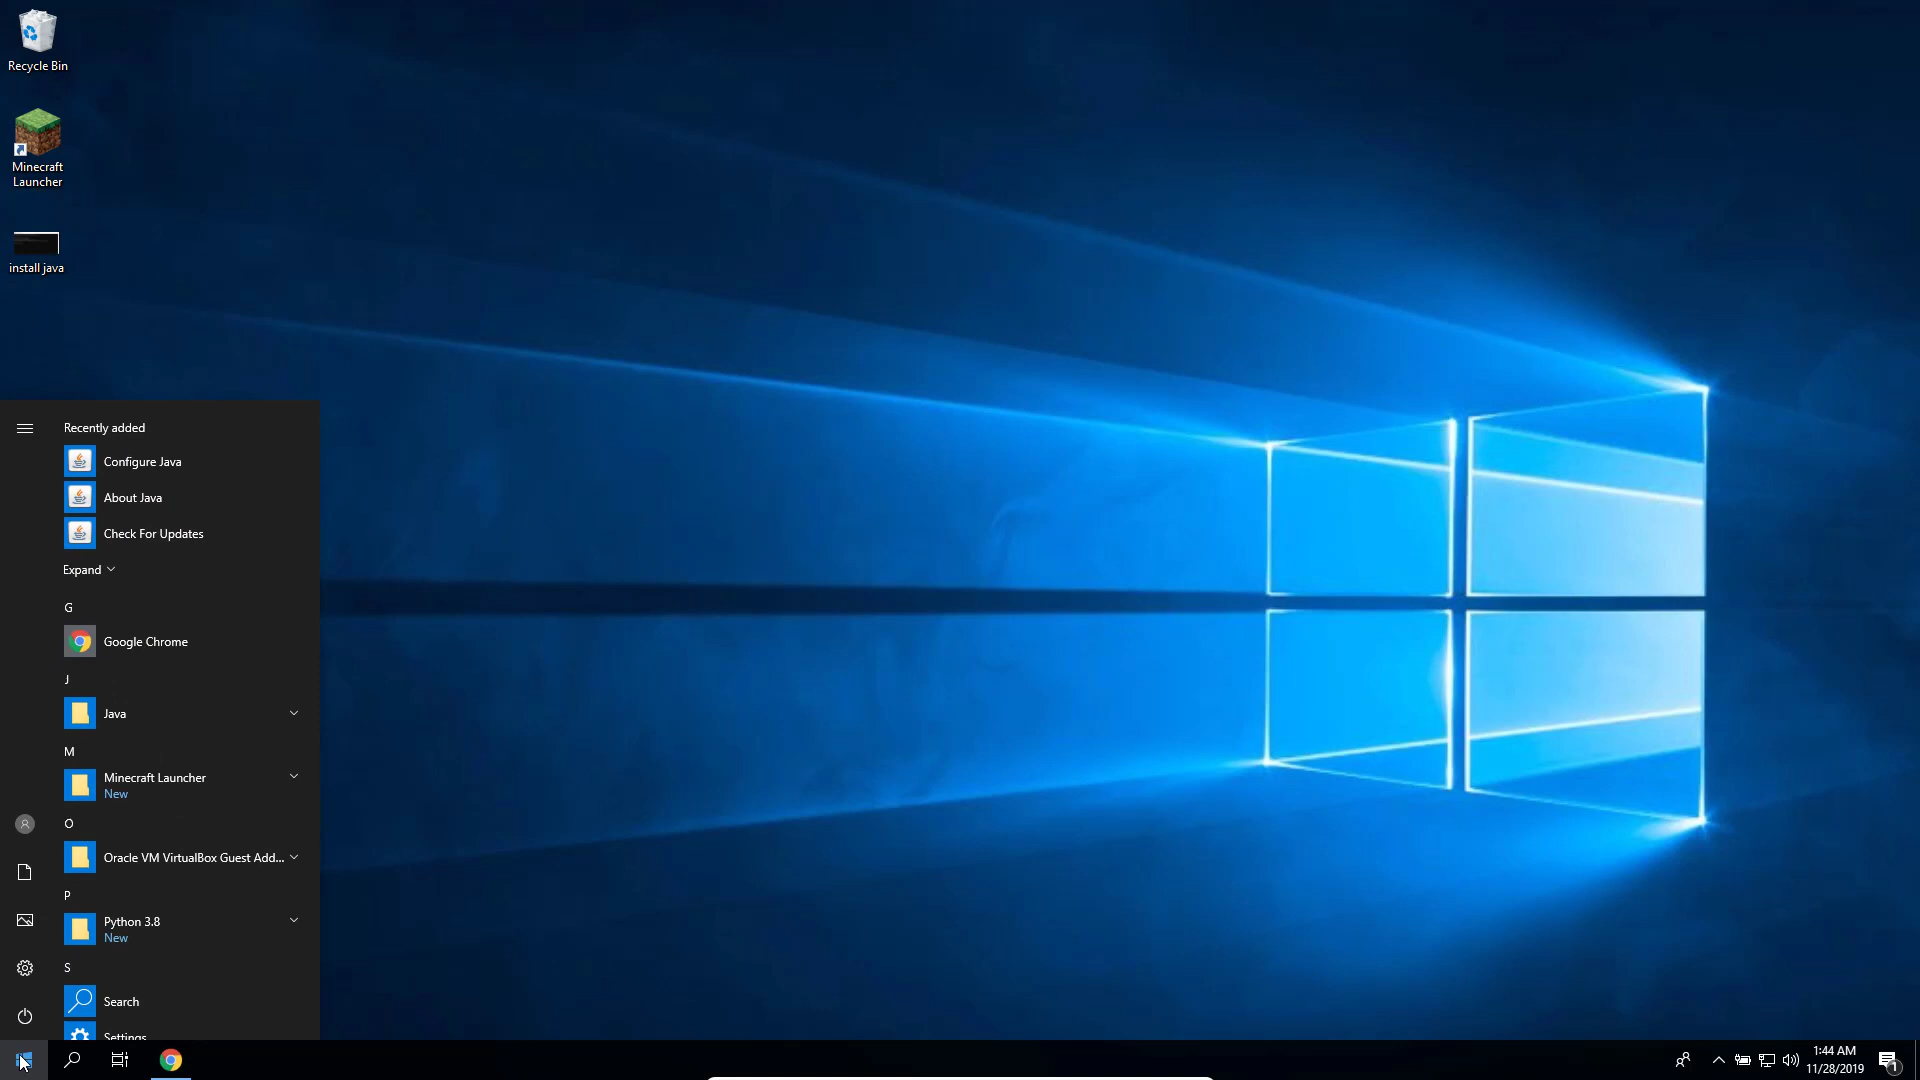 Recycle Bin
Minecraft
Launcher
install java
Recently added
Configure Java
About Java
Check For Updates
Expand
G
Google Chrome
J
Java
M
Minecraft Launcher
New
O
Oracle VM VirtualBox Guest Add...
P
Python 3.8
New
S
Search
Settings
1:44 AM
11/28/2019
1